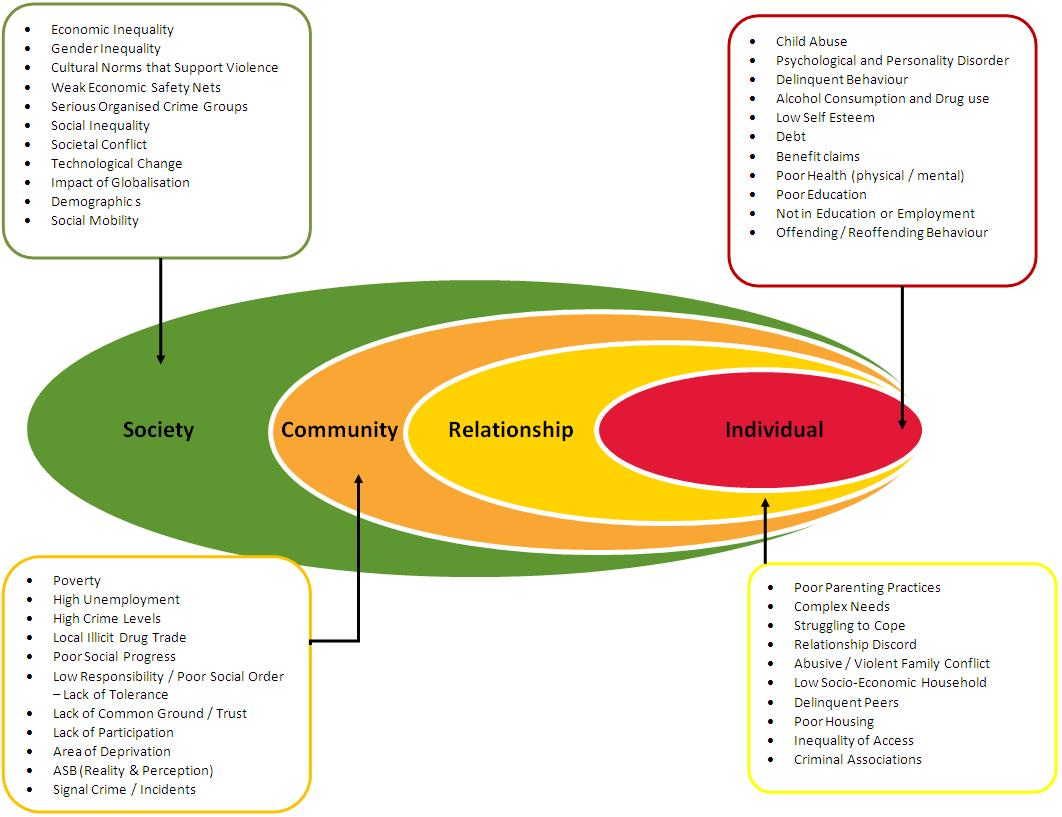 • Economic Inequality
• Gender Inequality
• Cultural Norms that Support Violence
• Weak Economic Safety Nets
• Serious Organised Crime Groups
• Social Inequality
• Societal Conflict
• Technological Change
• Impact of Globalisation
• Demographic s
• Social Mobility
• Child Abuse
• Psychological and Personality Disorder
• Delinquent Behaviour
• Alcohol Consumption and Drug use
• Low Self Esteem
• Debt
• Benefit claims
• Poor Health (physical / mental)
• Poor Education
• Not in Education or Employment
• Offending / Reoffending Behaviour
Society
Community
Relationship
Individual
• Poverty
• High Unemployment
• High Crime Levels
• Local Illicit Drug Trade
• Poor Social Progress
• Low Responsibility / Poor Social Order
– Lack of Tolerance
• Lack of Common Ground / Trust
• Lack of Participation
• Area of Deprivation
• ASB (Reality & Perception)
• Signal Crime / Incidents
• Poor Parenting Practices
• Complex Needs
• Struggling to Cope
• Relationship Discord
• Abusive / Violent Family Conflict
• Low Socio-Economic Household
• Delinquent Peers
• Poor Housing
• Inequality of Access
• Criminal Associations